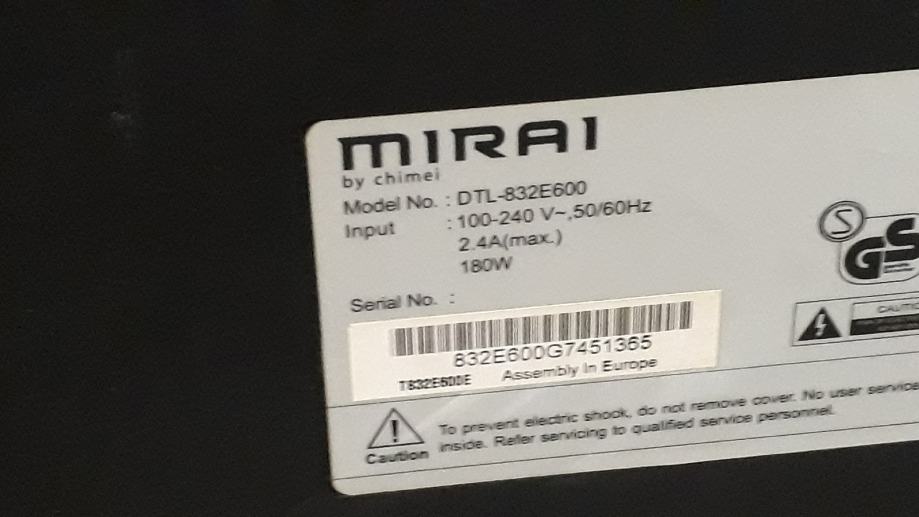 MIRAI
by chimei
Model No. : DTL-832E600
Input : 100-240 V~,50/60Hz
2.4A(max.)
180W
Serial No. :
832E600G7451365
T832E600E Assembly In Europe
S
GS
CAUTI
To prevent electric shock, do not remove cover. No user service
inside. Refer servicing to qualified service personnel.
Caution